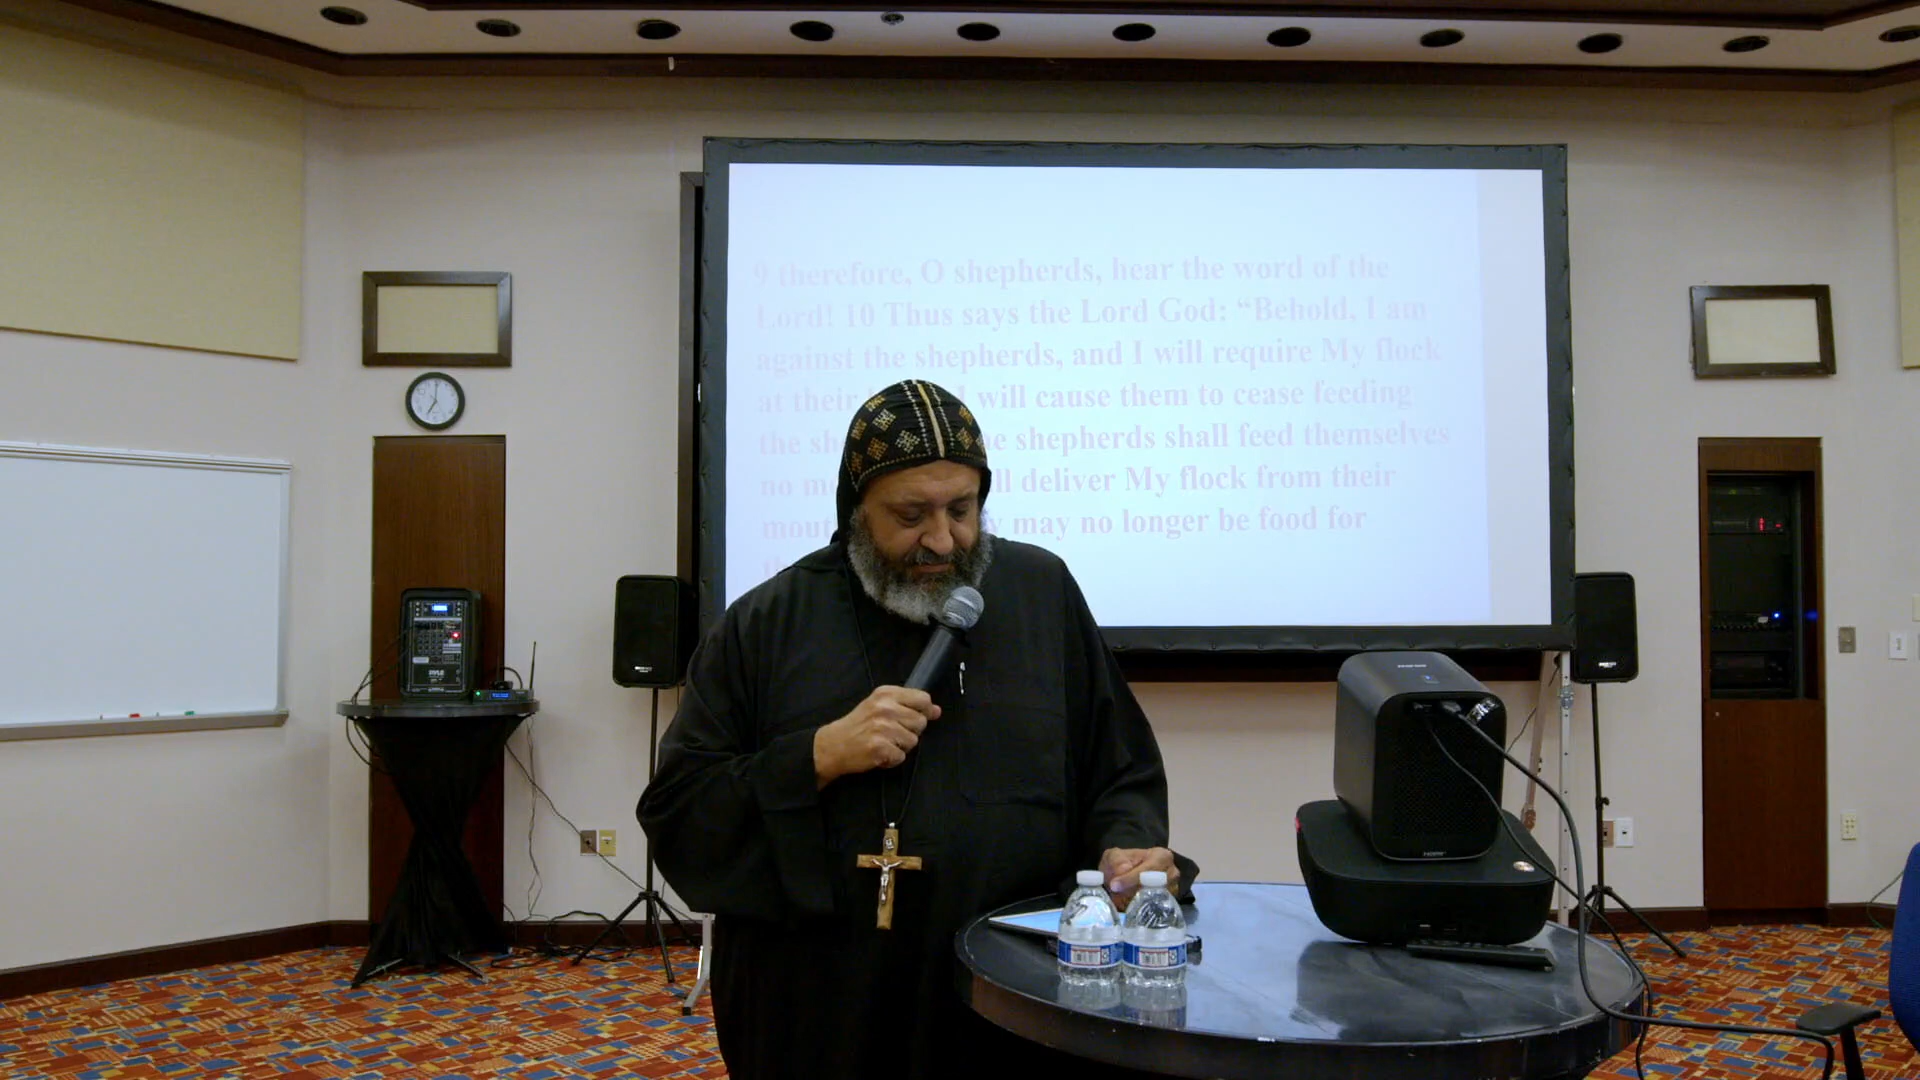 9 therefore, O shepherds, hear the word of the
Lord! 10 Thus says the Lord God: “Behold, I am
against the shepherds, and I will require My flock
at their I will cause them to cease feeding
the shepherds shall feed themselves
no deliver My flock from their
may no longer be food for